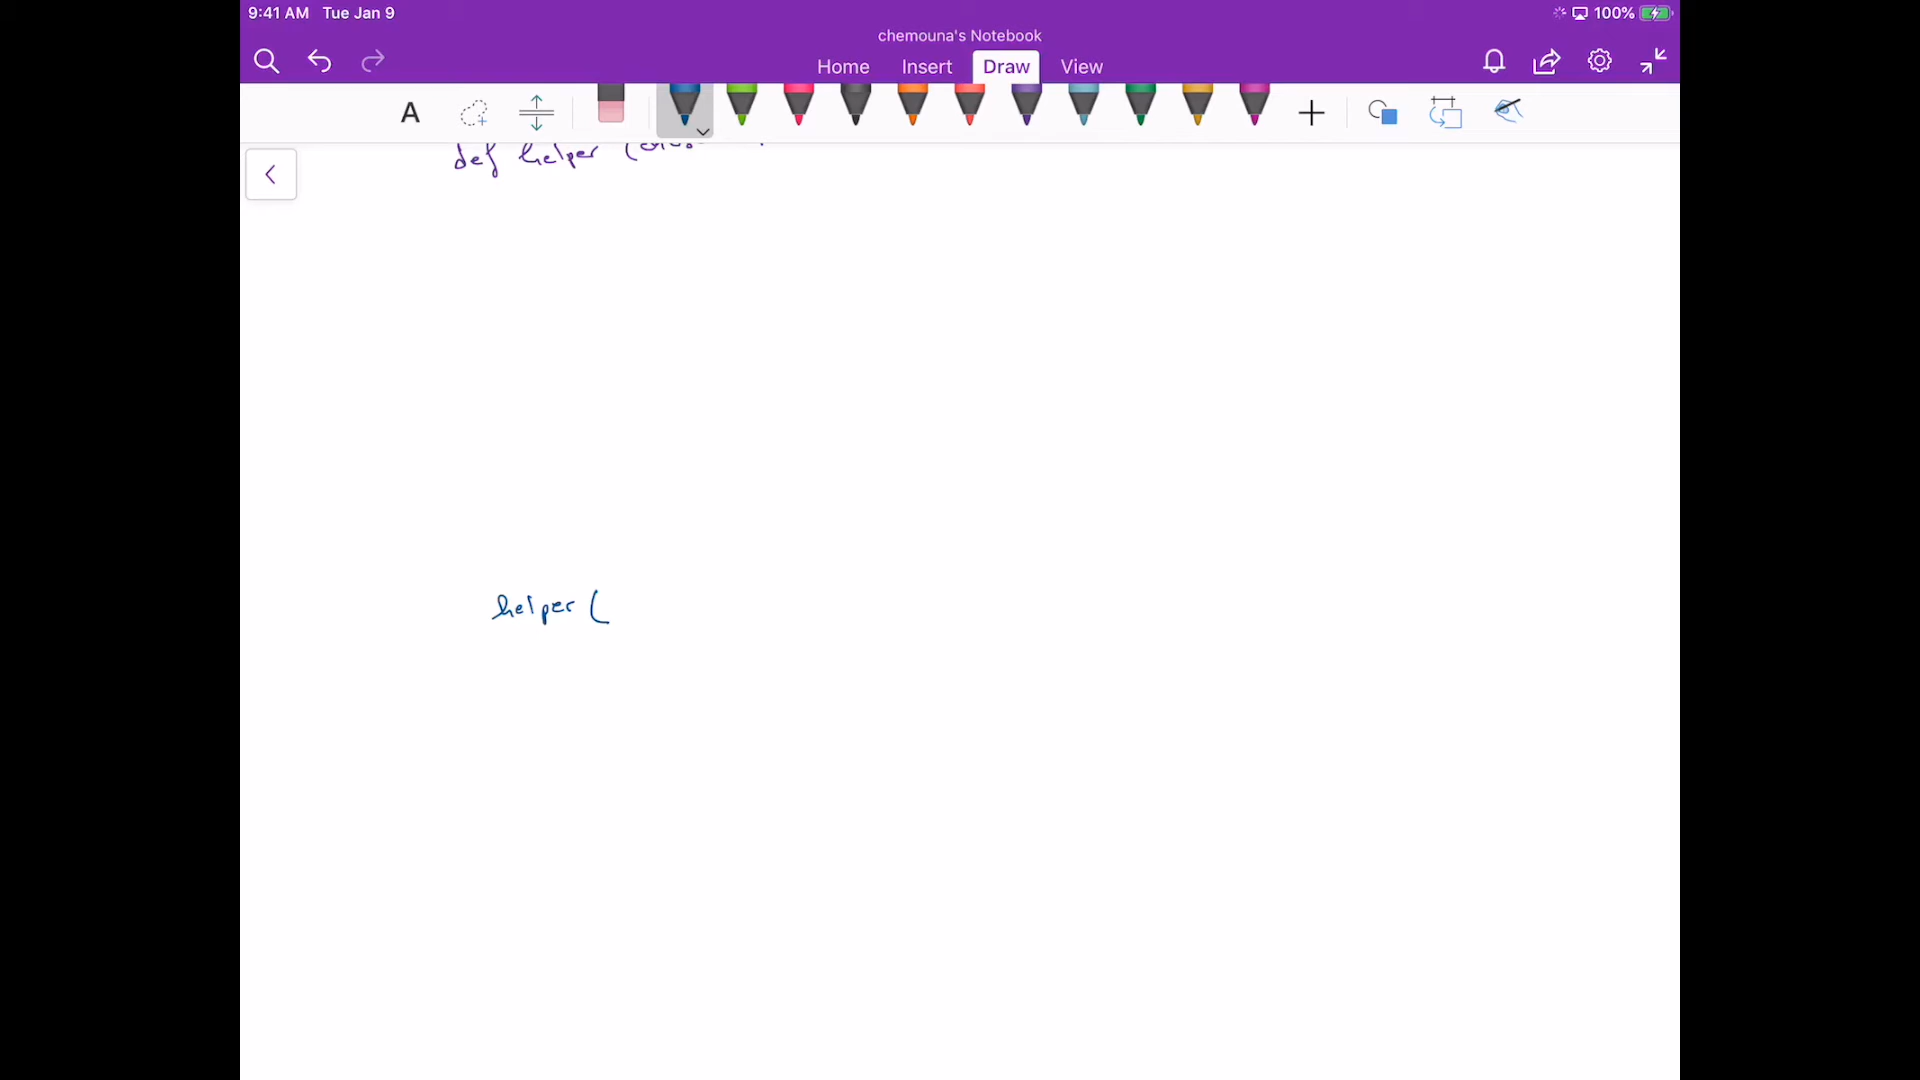 9:41 AM Tue Jan 9
100%
chemouna's Notebook
Home Insert Draw View
A
def helper (
helper (